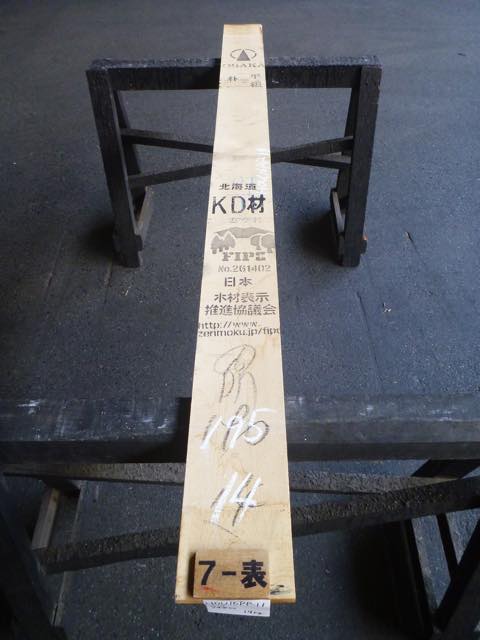 OSAKA
北海道
KD材
FIPC
No.261402
日本
木材表示
推進協議会
http://www.
zenmoku.jp/fipc
195
14
7-表